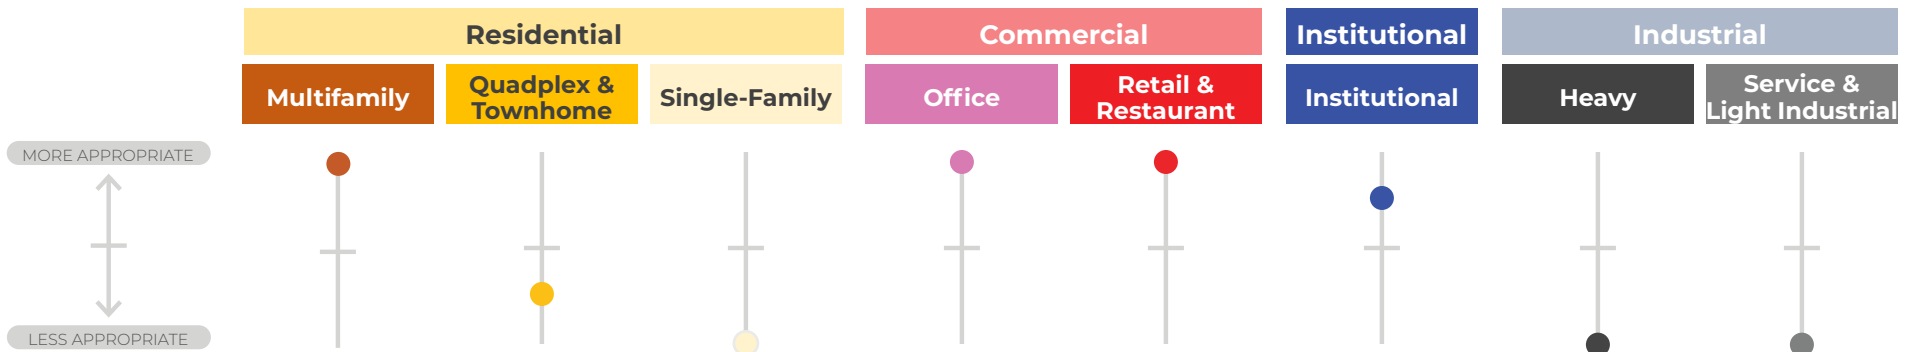 Residential
Commercial
Institutional
Industrial
Multifamily
Quadplex &
Townhome
Single-Family
Office
Retail &
Restaurant
Institutional
Heavy
Service &
Light Industrial
MORE APPROPRIATE
LESS APPROPRIATE